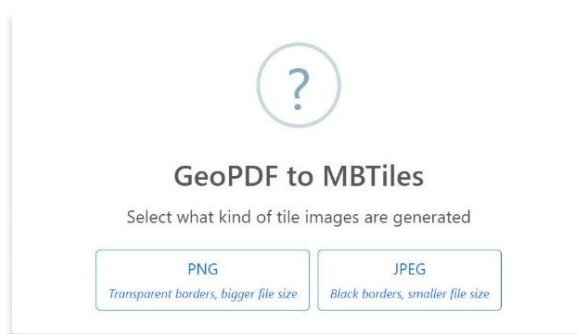 ?
GeoPDF to MBTiles
Select what kind of tile images are generated
PNG
Transparent borders, bigger file size
JPEG
Black borders, smaller file size